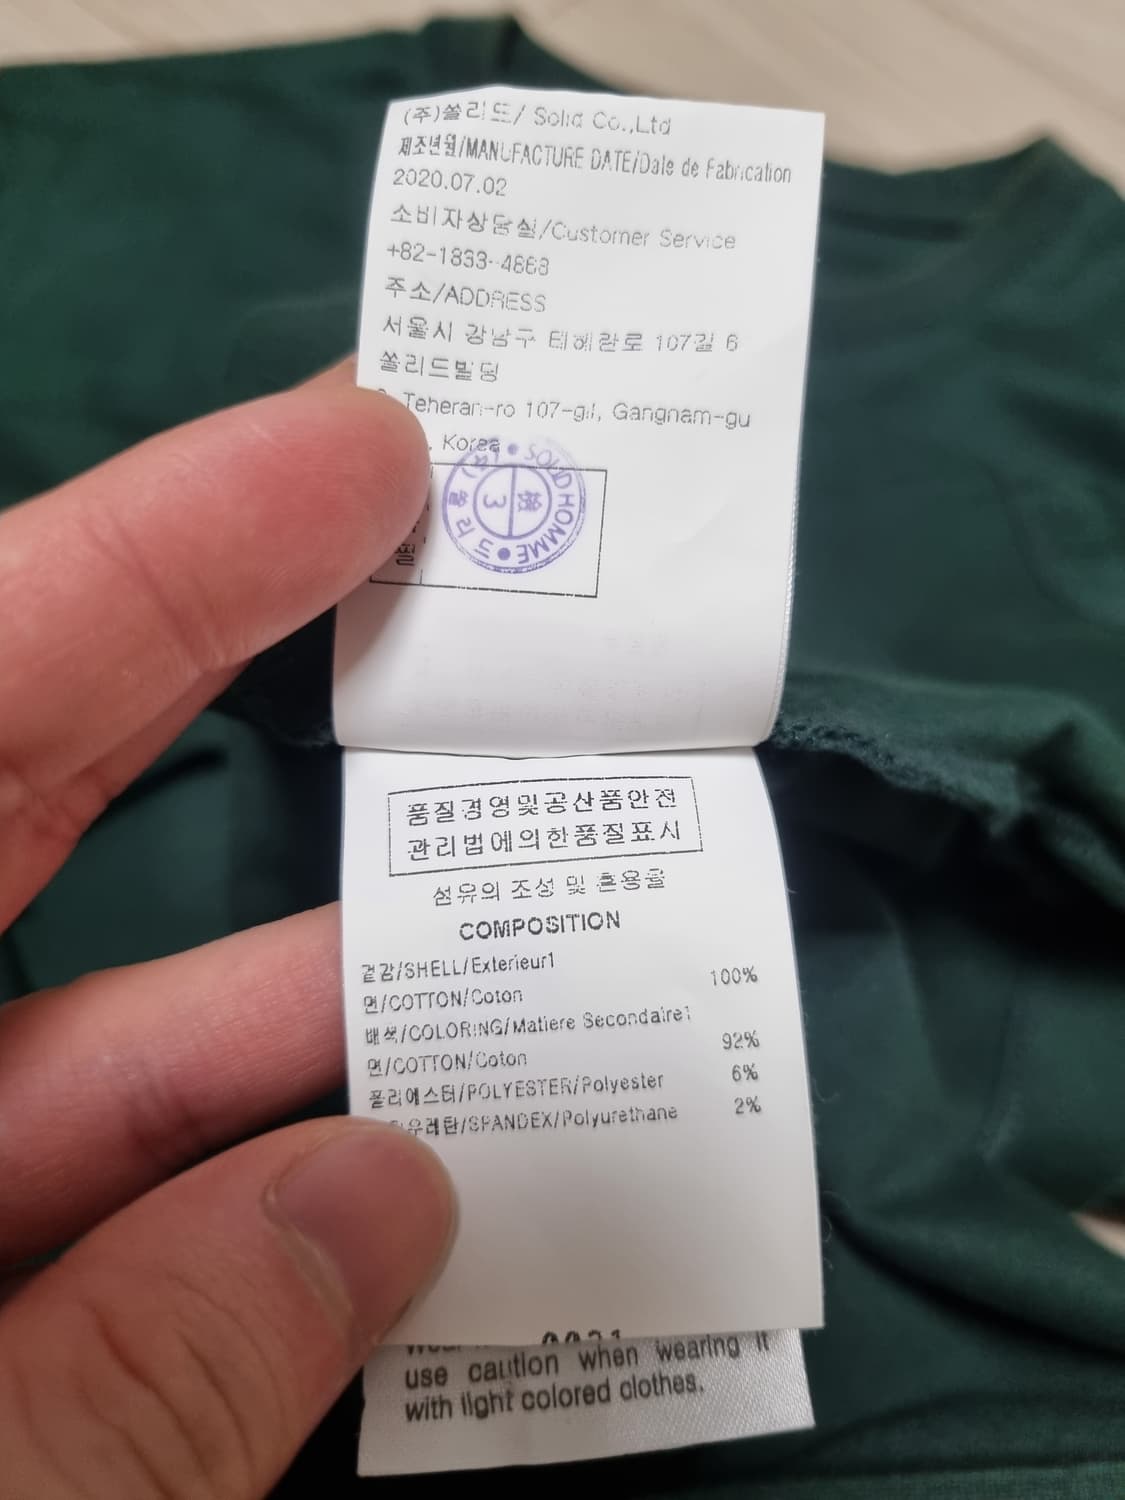 (주)쏠리드/ Solid Co.,Ltd
제조년월/MANUFACTURE DATE/Date de Fabrication
2020.07.02
소비자상담실/Customer Service
+82-1833-4868
주소/ADDRESS
서울시 강남구 테헤란로 107길 6
쏠리드빌딩
Teheran-ro 107-gil, Gangnam-gu
, Korea
(주)쏠리드 SOLID HOMME
3
필
품질경영및공산품안전
관리법에의한품질표시
섬유의 조성 및 혼용율
COMPOSITION
겉감/SHELL/Exterieur1
면/COTTON/Coton 100%
배색/COLORING/Matiere Secondaire1
면/COTTON/Coton 92%
폴리에스터/POLYESTER/Polyester 6%
우레탄/SPANDEX/Polyurethane 2%
use caution when wearing it
with light colored clothes.